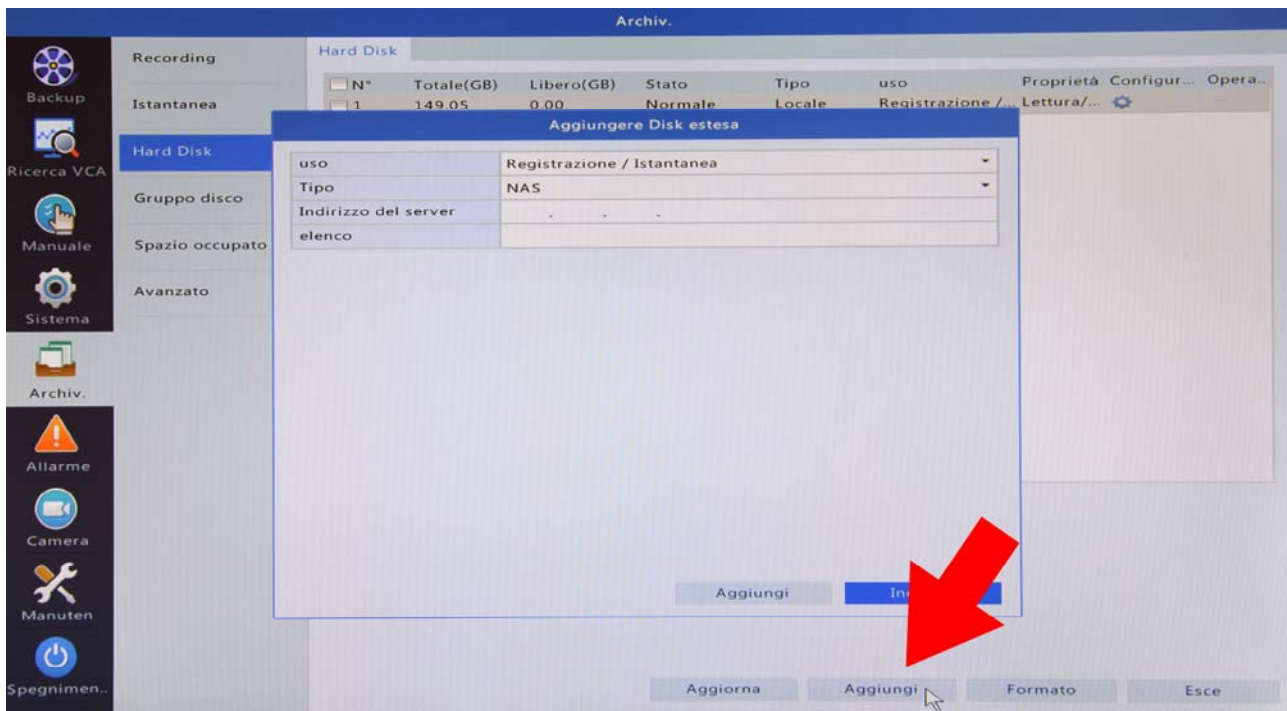 Archiv.
Backup
Ricerca VCA
Manuale
Sistema
Archiv.
Allarme
Camera
Manuten
Spegnimen..
Recording
Istantanea
Hard Disk
Gruppo disco
Spazio occupato
Avanzato
Hard Disk
N° Totale(GB) Libero(GB) Stato Tipo uso Proprietà Configur... Opera..
1 149.05 0.00 Normale Locale Registrazione /... Lettura/...
Aggiungere Disk estesa
uso Registrazione / Istantanea
Tipo NAS
Indirizzo del server . . .
elenco
Aggiungi
Aggiorna Aggiungi Formato Esce